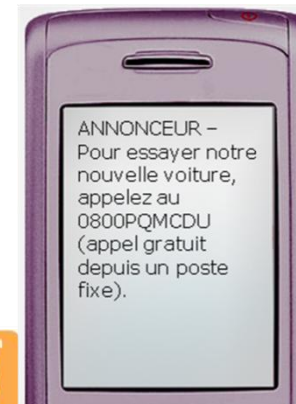 ANNONCEUR –
Pour essayer notre
nouvelle voiture,
appelez au
0800PQMCDU
(appel gratuit
depuis un poste
fixe).